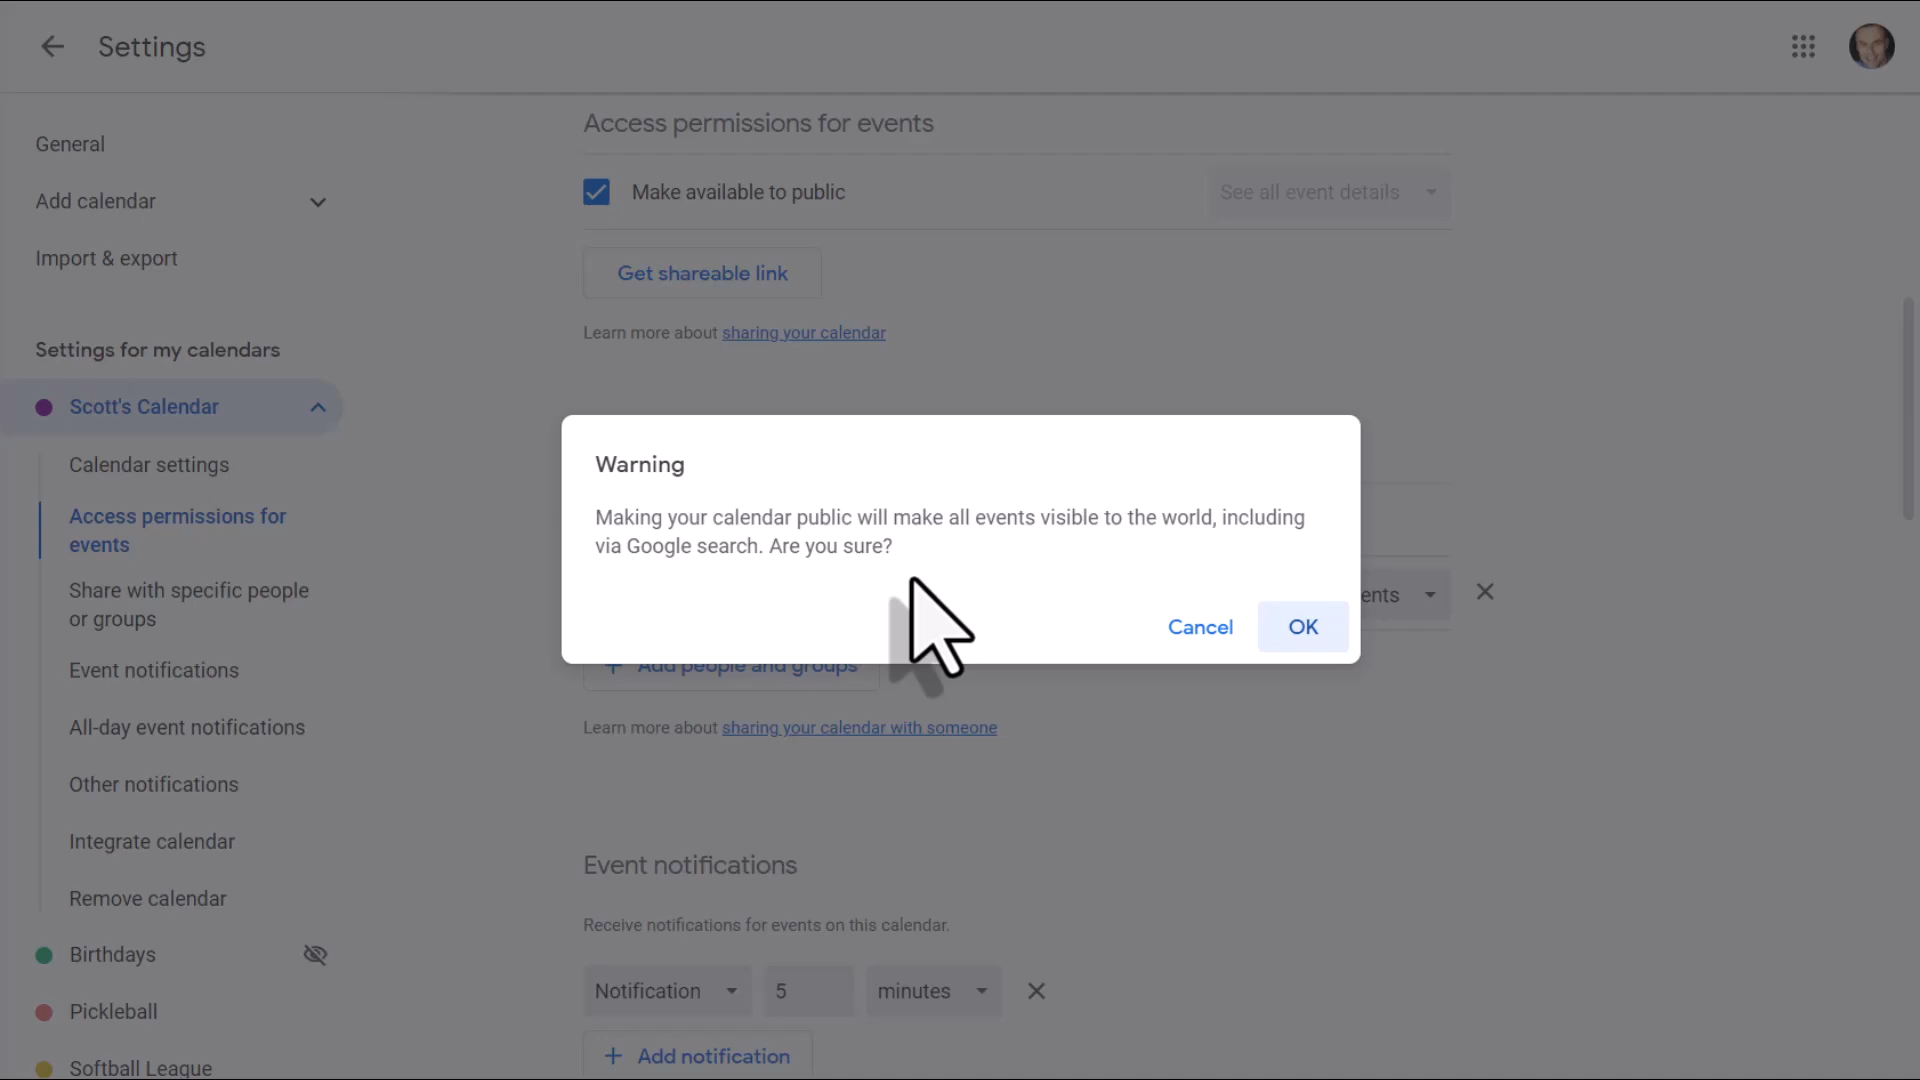 Settings
General
Add calendar
Import & export
Settings for my calendars
Scott's Calendar
Calendar settings
Access permissions for
events
Share with specific people
or groups
Event notifications
All-day event notifications
Other notifications
Integrate calendar
Remove calendar
Birthdays
Pickleball
Softball League
Access permissions for events
Make available to public
See all event details
Get shareable link
Learn more about sharing your calendar
Warning
Making your calendar public will make all events visible to the world, including
via Google search. Are you sure?
Cancel
OK
ents
+ Add people and groups
Learn more about sharing your calendar with someone
Event notifications
Receive notifications for events on this calendar.
Notification
5
minutes
+ Add notification